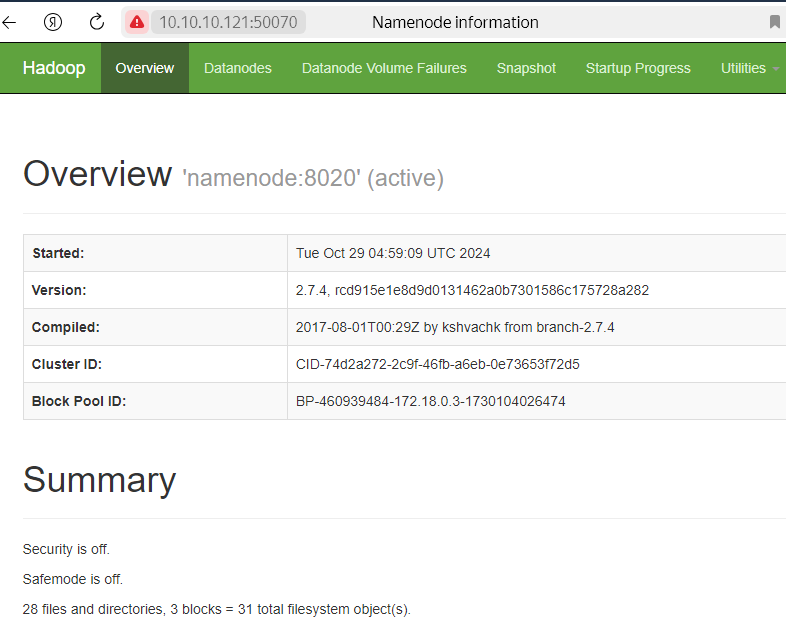 10.10.10.121:50070 Namenode information
Hadoop Overview Datanodes Datanode Volume Failures Snapshot Startup Progress Utilities
Overview 'namenode:8020' (active)
Started: Tue Oct 29 04:59:09 UTC 2024
Version: 2.7.4, rcd915e1e8d9d0131462a0b7301586c175728a282
Compiled: 2017-08-01T00:29Z by kshvachk from branch-2.7.4
Cluster ID: CID-74d2a272-2c9f-46fb-a6eb-0e73653f72d5
Block Pool ID: BP-460939484-172.18.0.3-1730104026474
Summary
Security is off.
Safemode is off.
28 files and directories, 3 blocks = 31 total filesystem object(s).